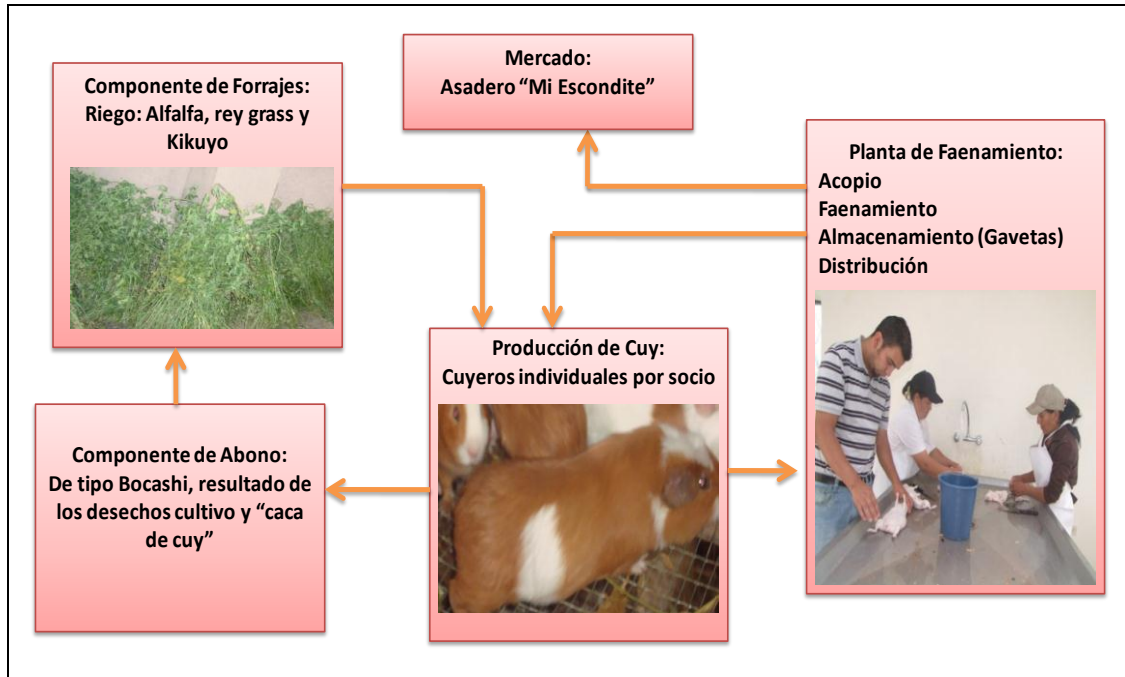 Mercado:
Asadero “Mi Escondite”
Componente de Forrajes:
Riego: Alfalfa, rey grass y
Kikuyo
Planta de Faenamiento:
Acopio
Faenamiento
Almacenamiento (Gavetas)
Distribución
Producción de Cuy:
Cuyeros individuales por socio
Componente de Abono:
De tipo Bocashi, resultado de
los desechos cultivo y “caca
de cuy”